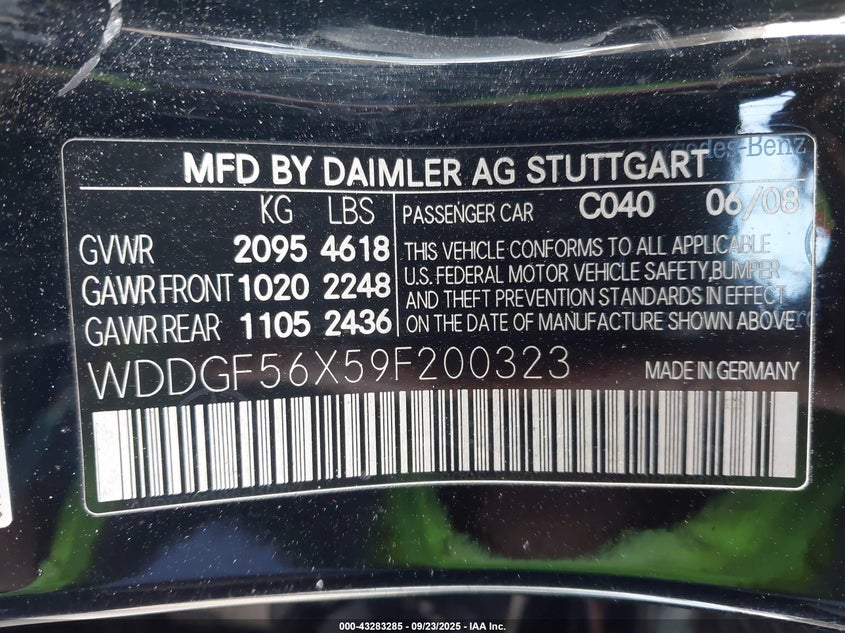 Mercedes-Benz
MFD BY DAIMLER AG STUTTGART
KG LBS
GVWR 2095 4618
GAWR FRONT 1020 2248
GAWR REAR 1105 2436
PASSENGER CAR C040 06/08
THIS VEHICLE CONFORMS TO ALL APPLICABLE
U.S. FEDERAL MOTOR VEHICLE SAFETY,BUMPER
AND THEFT PREVENTION STANDARDS IN EFFECT
ON THE DATE OF MANUFACTURE SHOWN ABOVE
WDDGF56X59F200323 MADE IN GERMANY
000-43283285 - 09/23/2025 - IAA Inc.